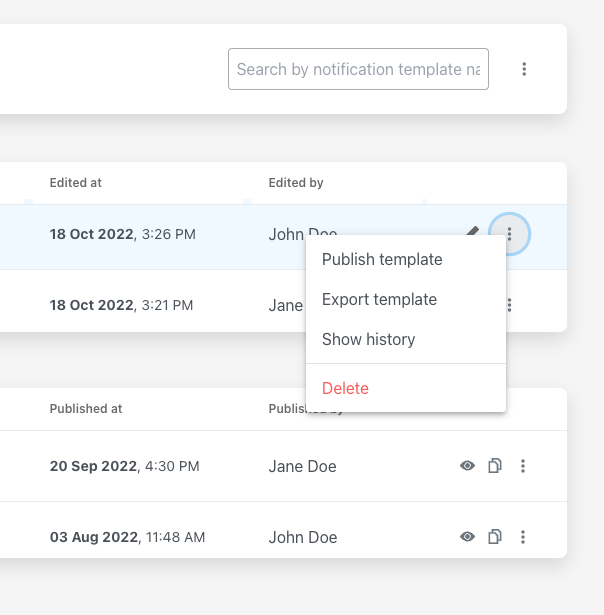 Search by notification template na
Edited at Edited by
18 Oct 2022, 3:26 PM John Doe
Publish template
Export template
18 Oct 2022, 3:21 PM Jane
Show history
Delete
Published at Published by
20 Sep 2022, 4:30 PM Jane Doe
03 Aug 2022, 11:48 AM John Doe